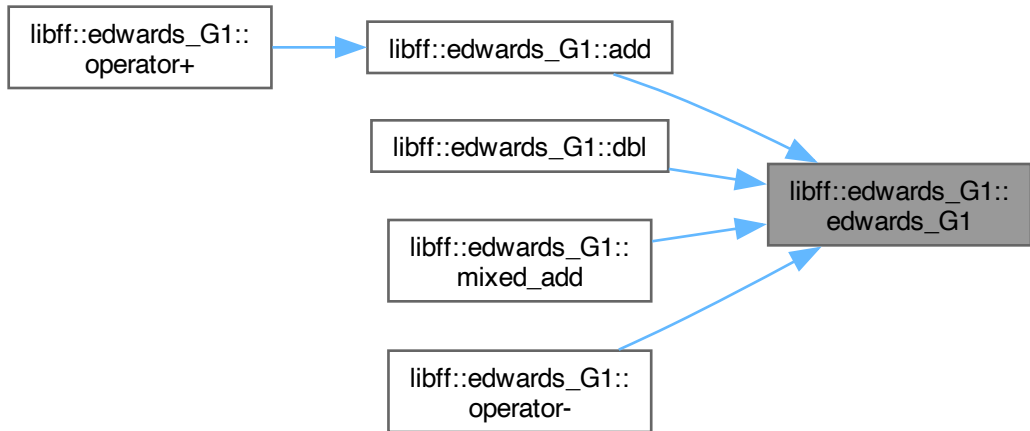 libff::edwards_G1::
operator+
libff::edwards_G1::add
libff::edwards_G1::dbl
libff::edwards_G1::
mixed_add
libff::edwards_G1::
operator-
libff::edwards_G1::
edwards_G1